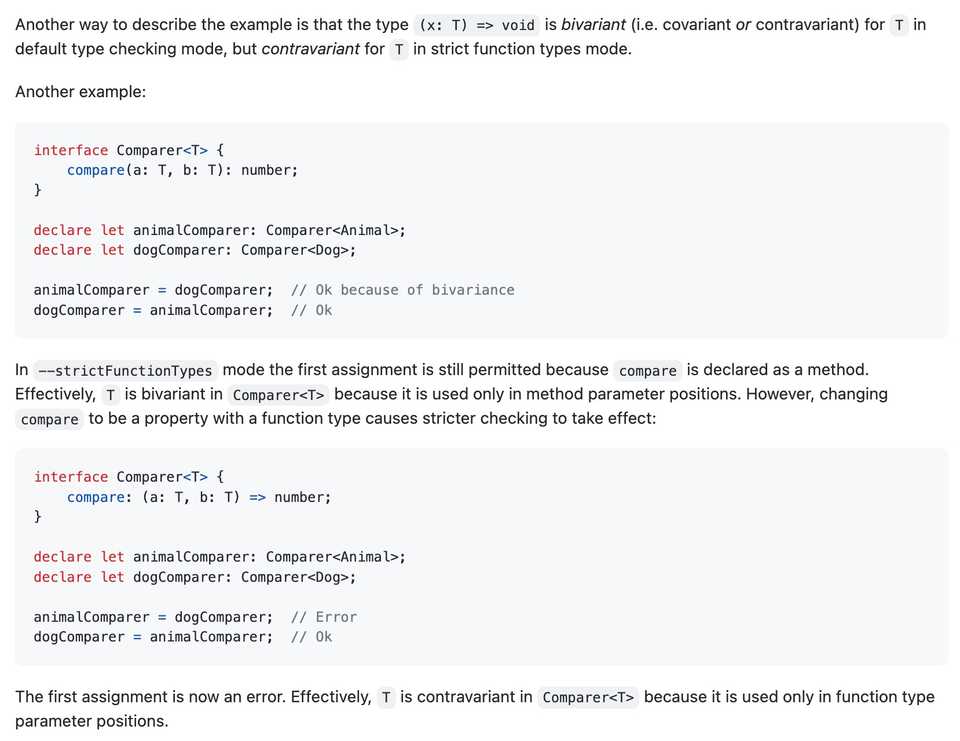 Another way to describe the example is that the type (x: T) => void is bivariant (i.e. covariant or contravariant) for T in
default type checking mode, but contravariant for T in strict function types mode.
Another example:
interface Comparer<T> {
    compare(a: T, b: T): number;
}
declare let animalComparer: Comparer<Animal>;
declare let dogComparer: Comparer<Dog>;
animalComparer = dogComparer;  // Ok because of bivariance
dogComparer = animalComparer;  // Ok
In --strictFunctionTypes mode the first assignment is still permitted because compare is declared as a method.
Effectively, T is bivariant in Comparer<T> because it is used only in method parameter positions. However, changing
compare to be a property with a function type causes stricter checking to take effect:
interface Comparer<T> {
    compare: (a: T, b: T) => number;
}
declare let animalComparer: Comparer<Animal>;
declare let dogComparer: Comparer<Dog>;
animalComparer = dogComparer;  // Error
dogComparer = animalComparer;  // Ok
The first assignment is now an error. Effectively, T is contravariant in Comparer<T> because it is used only in function type
parameter positions.